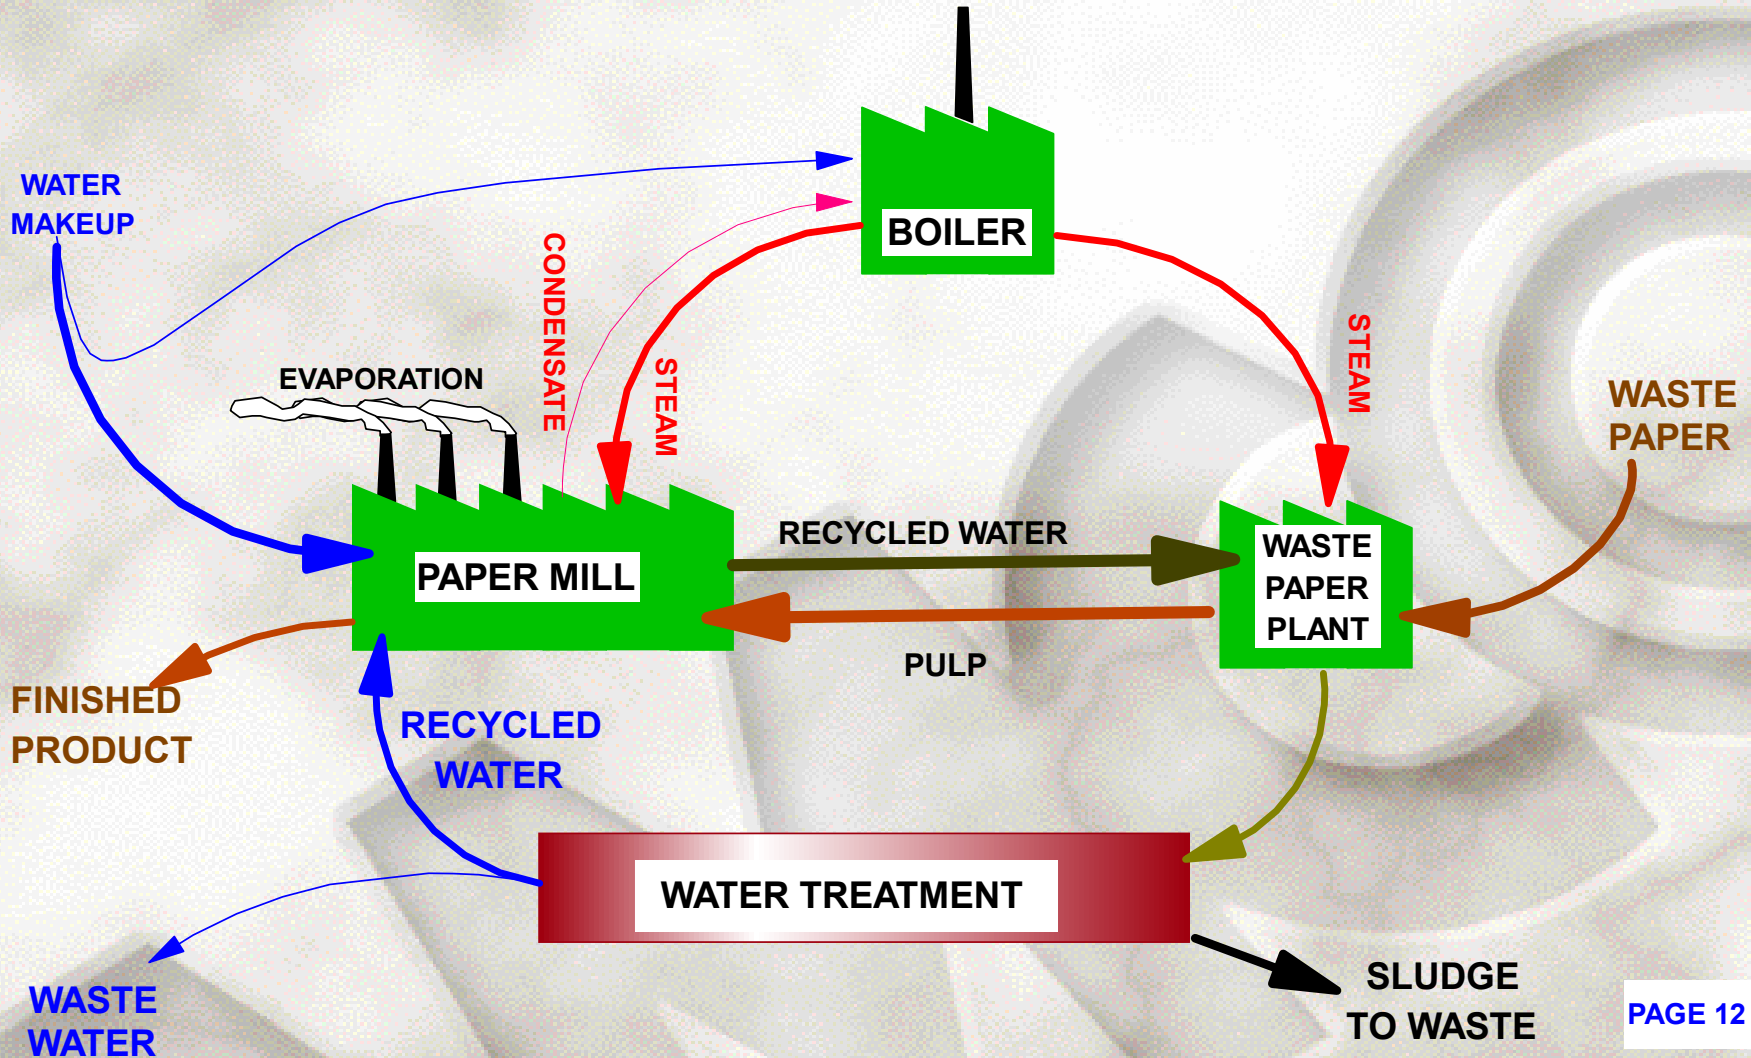 WATER
MAKEUP
BOILER
CONDENSATE
STEAM
STEAM
EVAPORATION
WASTE
PAPER
RECYCLED WATER
PAPER MILL
WASTE
PAPER
PLANT
PULP
FINISHED
PRODUCT
RECYCLED
WATER
WATER TREATMENT
WASTE
WATER
SLUDGE
TO WASTE
PAGE 12